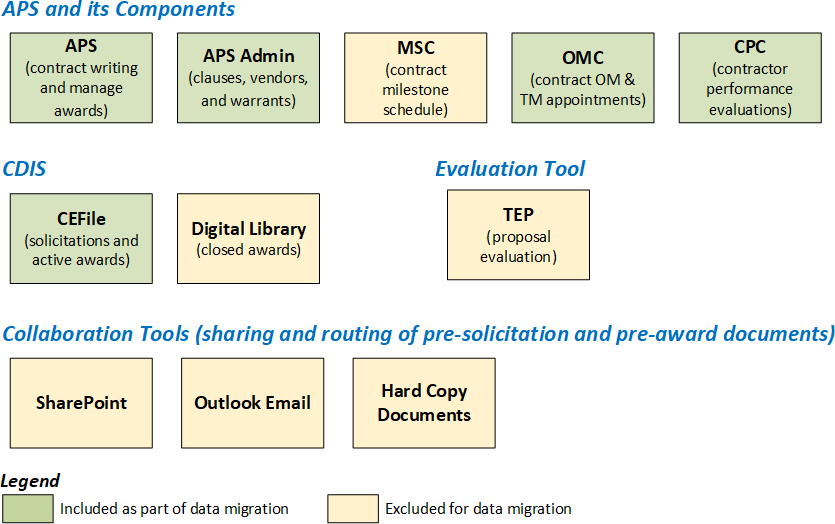 APS and its Components
APS
(contract writing
and manage
awards)
APS Admin
(clauses, vendors,
and warrants)
MSC
(contract
milestone
schedule)
OMC
(contract OM &
TM appointments)
CPC
(contractor
performance
evaluations)
CDIS
Evaluation Tool
CEFile
(solicitations and
active awards)
Digital Library
(closed awards)
TEP
(proposal
evaluation)
Collaboration Tools (sharing and routing of pre-solicitation and pre-award documents)
SharePoint
Outlook Email
Hard Copy
Documents
Legend
Included as part of data migration
Excluded for data migration